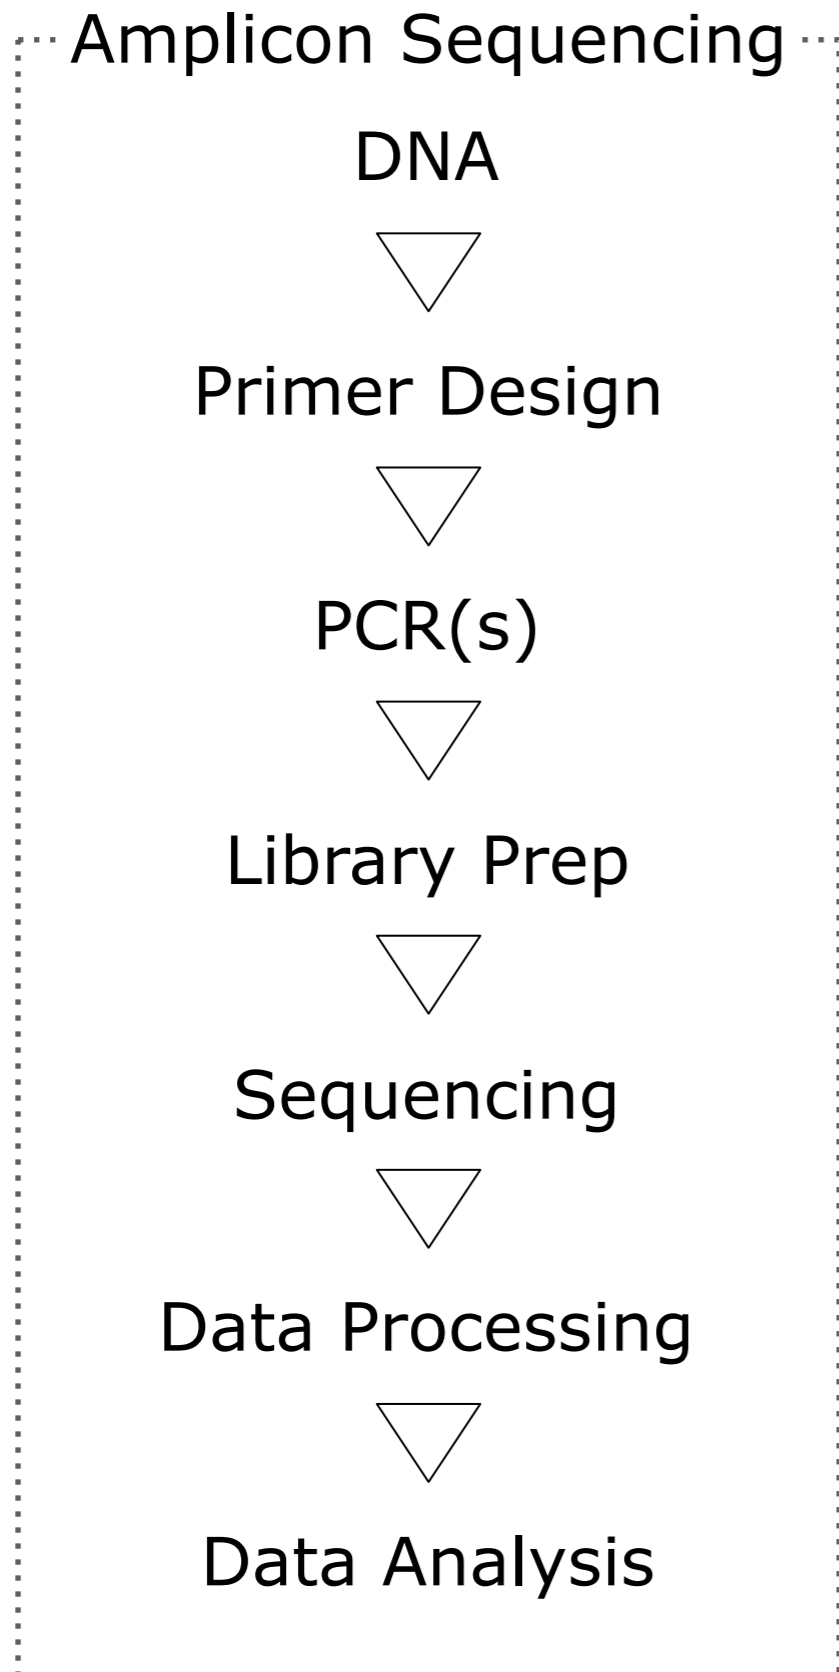 Amplicon Sequencing
DNA
Primer Design
PCR(s)
Library Prep
Sequencing
Data Processing
Data Analysis